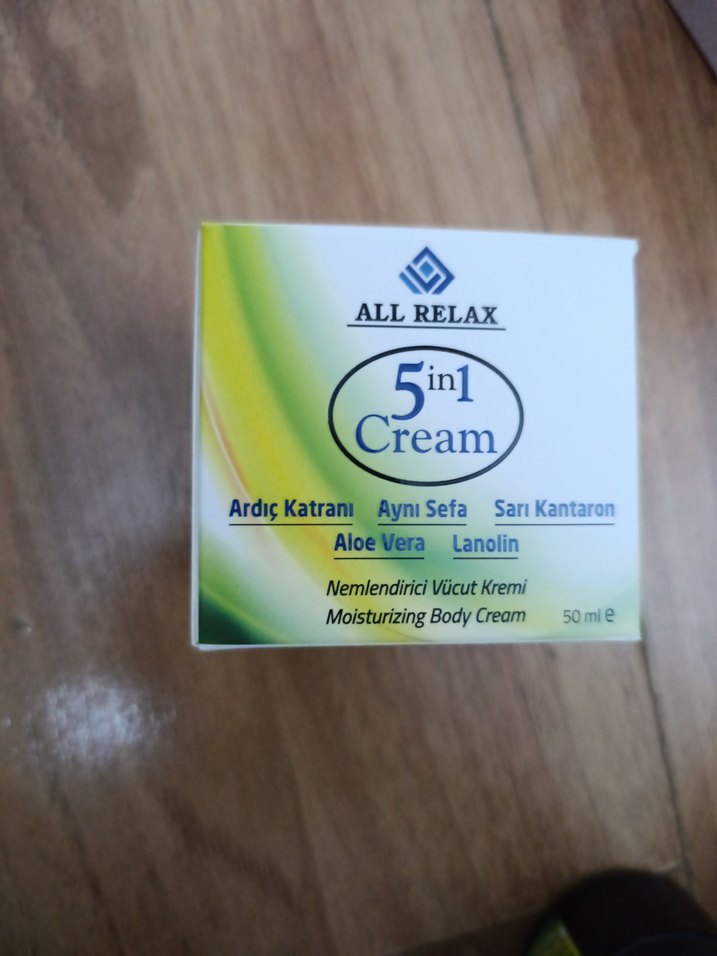 ALL RELAX
5in1
Cream
Ardıç Katranı Aynı Sefa Sarı Kantaron
Aloe Vera Lanolin
Nemlendirici Vücut Kremi
Moisturizing Body Cream 50 ml e